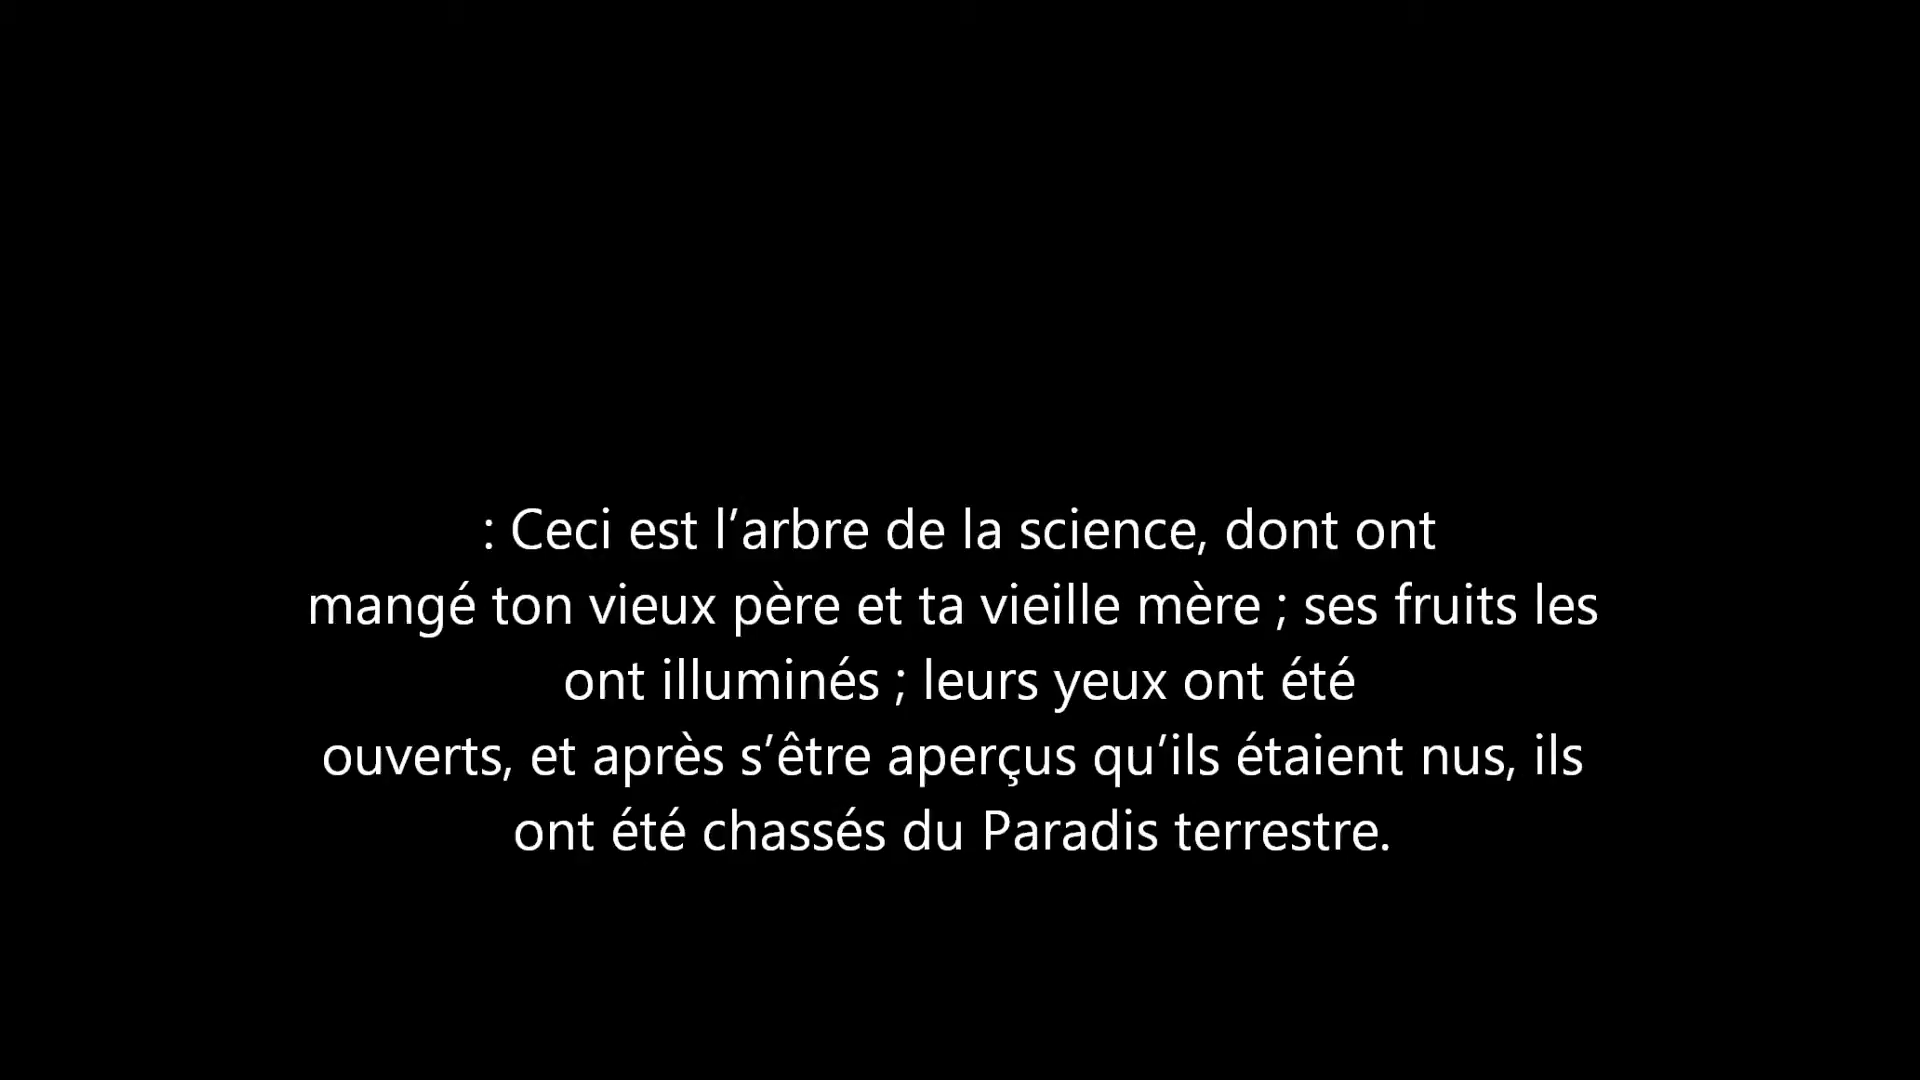 : Ceci est l’arbre de la science, dont ont
mangé ton vieux père et ta vieille mère ; ses fruits les
ont illuminés ; leurs yeux ont été
ouverts, et après s’être aperçus qu’ils étaient nus, ils
ont été chassés du Paradis terrestre.